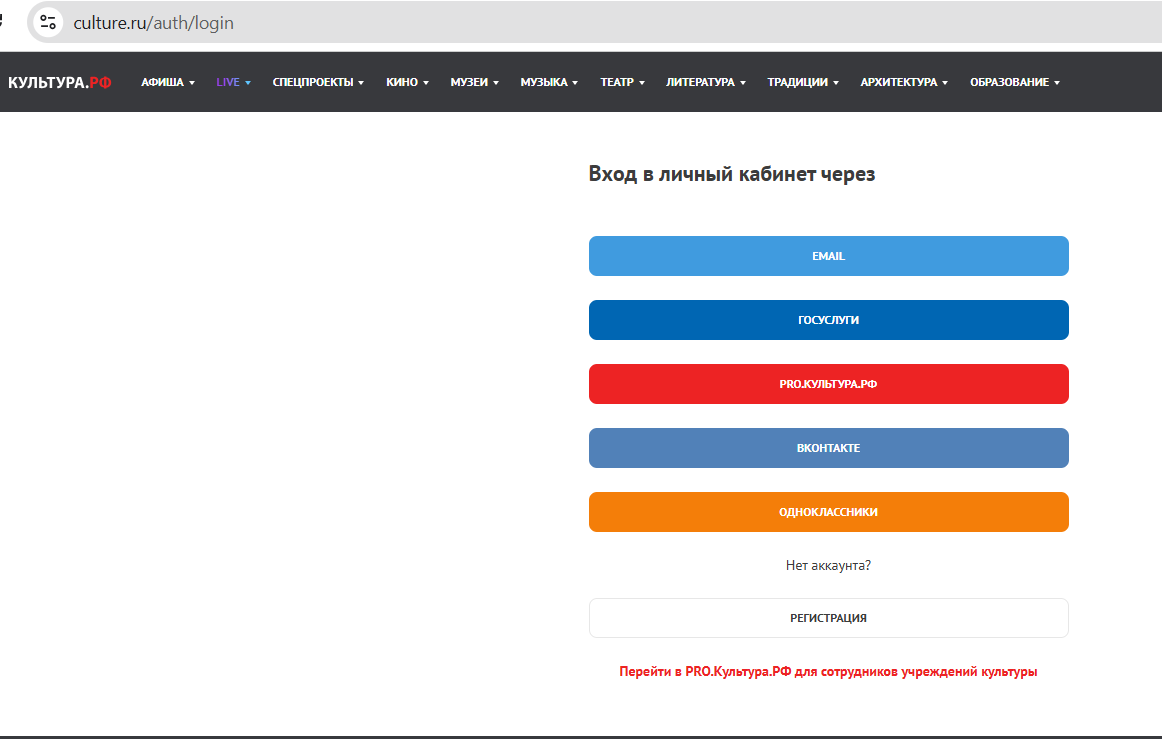 culture.ru/auth/login
КУЛЬТУРА.РФ АФИША LIVE СПЕЦПРОЕКТЫ КИНО МУЗЕИ МУЗЫКА ТЕАТР ЛИТЕРАТУРА ТРАДИЦИИ АРХИТЕКТУРА ОБРАЗОВАНИЕ
Вход в личный кабинет через
EMAIL
ГОСУСЛУГИ
PRO.КУЛЬТУРА.РФ
ВКОНТАКТЕ
ОДНОКЛАССНИКИ
Нет аккаунта?
РЕГИСТРАЦИЯ
Перейти в PRO.Культура.РФ для сотрудников учреждений культуры